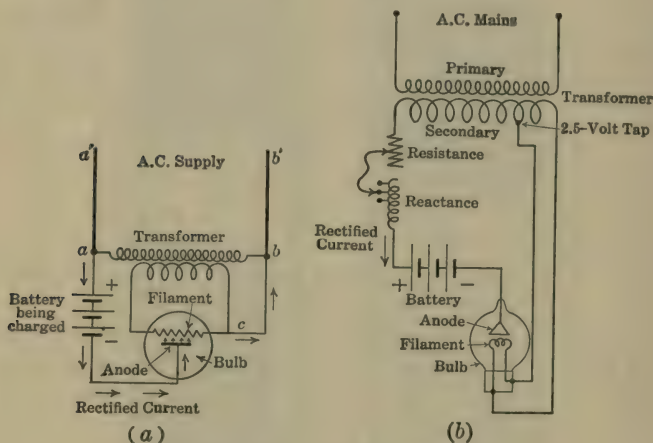 a'
A.C. Supply
b'
Transformer
a
b
+
Battery
being
charged
Filament
c
−
Anode
Bulb
Rectified Current
(a)
A.C. Mains
Primary
Transformer
Secondary
2.5-Volt Tap
Resistance
Reactance
Rectified
Current
+ Battery −
Anode
Filament
Bulb
(b)